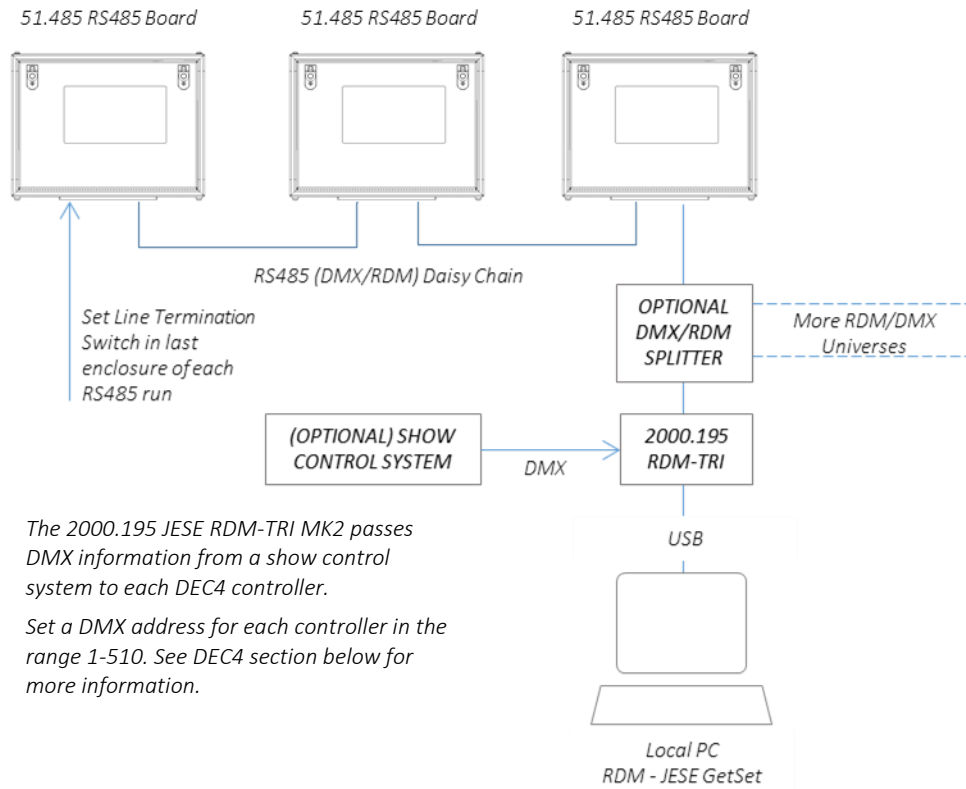 51.485 RS485 Board
51.485 RS485 Board
51.485 RS485 Board
RS485 (DMX/RDM) Daisy Chain
Set Line Termination
Switch in last
enclosure of each
RS485 run
OPTIONAL
DMX/RDM
SPLITTER
More RDM/DMX
Universes
(OPTIONAL) SHOW
CONTROL SYSTEM
DMX
2000.195
RDM-TRI
The 2000.195 JESE RDM-TRI MK2 passes
DMX information from a show control
system to each DEC4 controller.
Set a DMX address for each controller in the
range 1-510. See DEC4 section below for
more information.
USB
Local PC
RDM - JESE GetSet